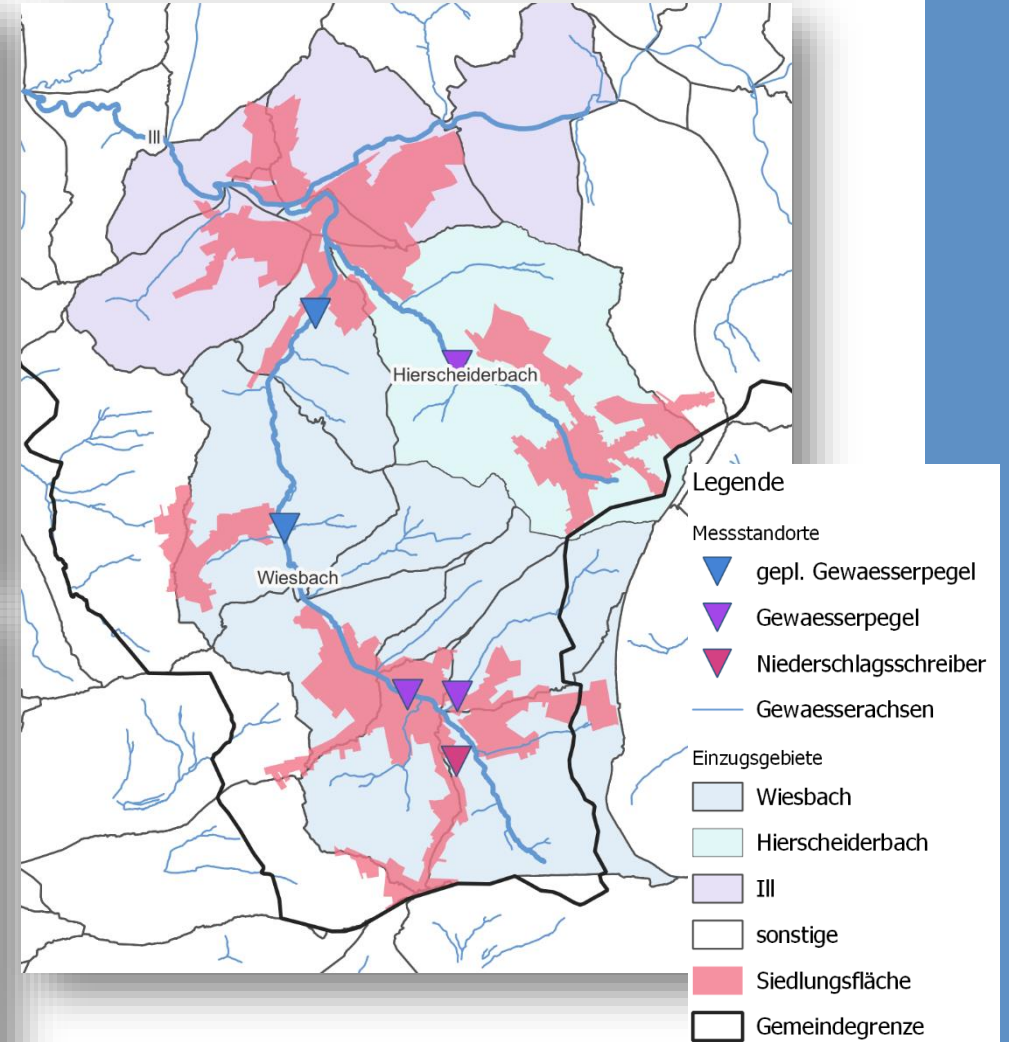 Ill
Hierscheiderbach
Wiesbach
Legende
Messstandorte
gepl. Gewaesserpegel
Gewaesserpegel
Niederschlagsschreiber
Gewaesserachsen
Einzugsgebiete
Wiesbach
Hierscheiderbach
Ill
sonstige
Siedlungsfläche
Gemeindegrenze